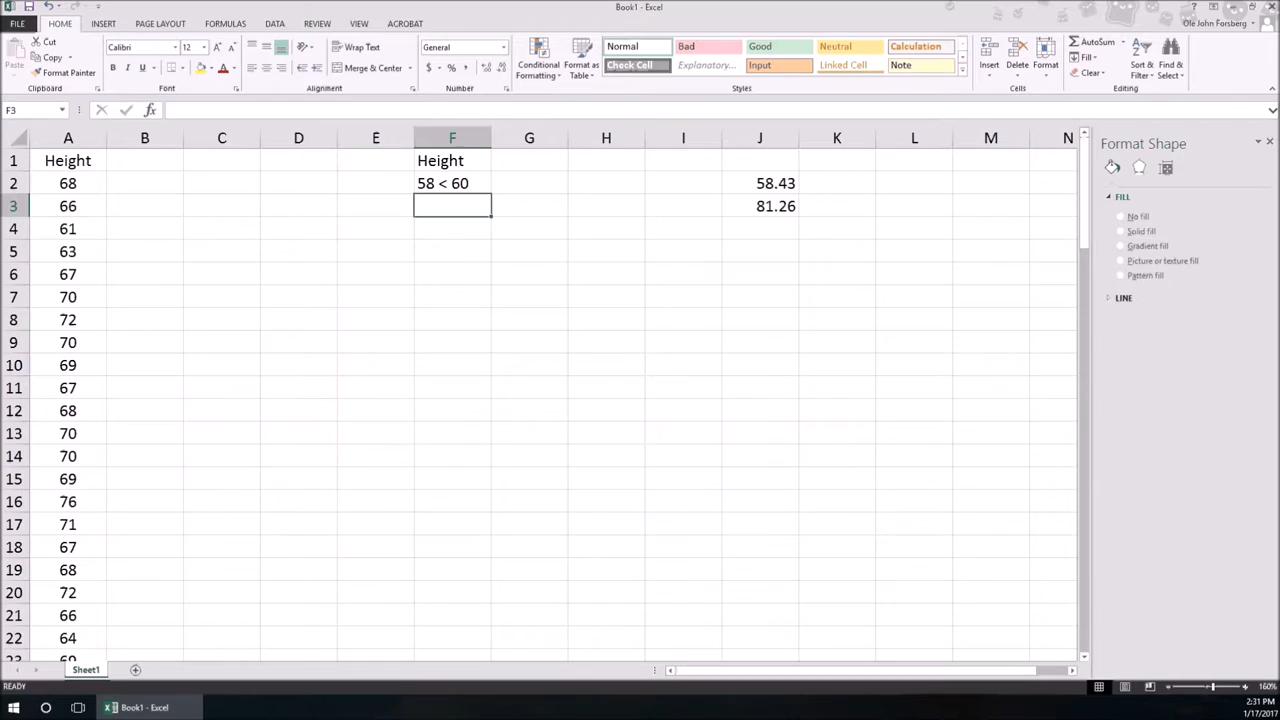 Book1 - Excel
FILE HOME INSERT PAGE LAYOUT FORMULAS DATA REVIEW VIEW ACROBAT
Ole John Forsberg
Cut Calibri 12 Wrap Text General Normal Bad Good Neutral Calculation AutoSum
Copy Fill
Paste Format Painter B I U Merge & Center $ % , Conditional Formatting Format as Table Check Cell Explanatory... Input Linked Cell Note Insert Delete Format Clear Sort & Filter Find & Select
Clipboard Font Alignment Number Styles Cells Editing
F3 fx
A B C D E F G H I J K L M N
1 Height Height
2 68 58 < 60 58.43
3 66 81.26
4 61
5 63
6 67
7 70
8 72
9 70
10 69
11 67
12 68
13 70
14 70
15 69
16 76
17 71
18 67
19 68
20 72
21 66
22 64
23 69
Format Shape
FILL
No fill
Solid fill
Gradient fill
Picture or texture fill
Pattern fill
LINE
Sheet1
READY 160%
Book1 - Excel 2:31 PM
1/17/2017